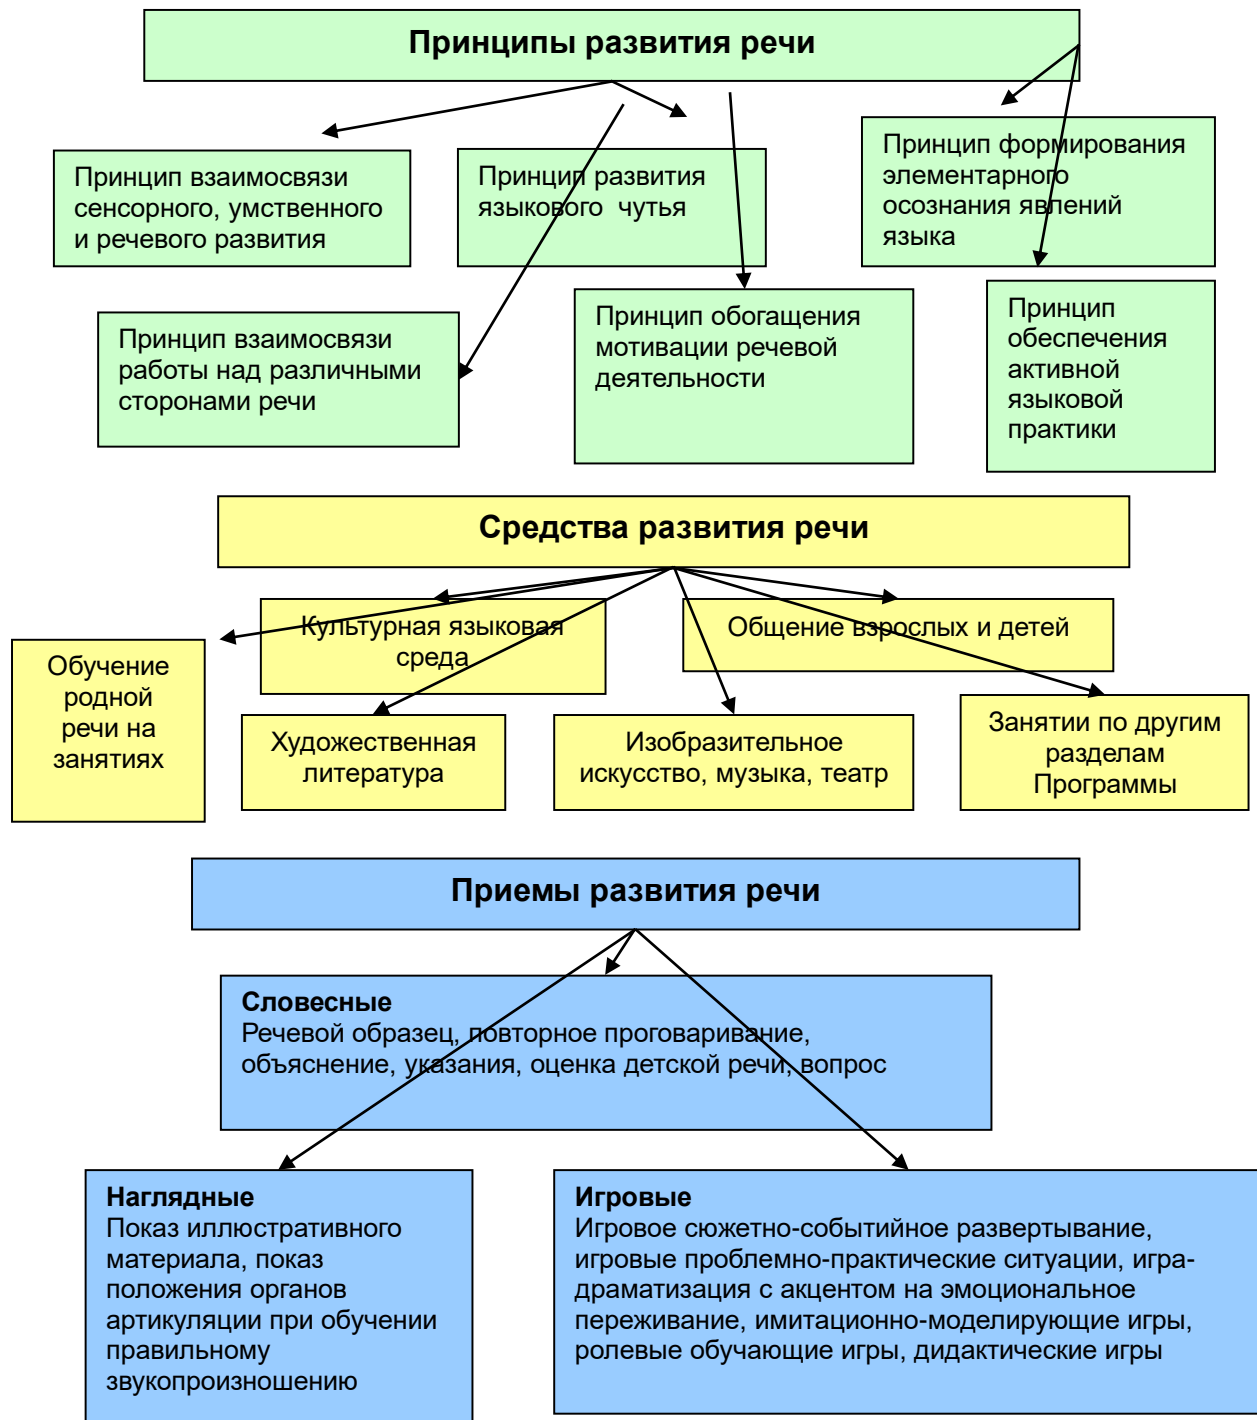 Принципы развития речи
Принцип взаимосвязи
сенсорного, умственного
и речевого развития
Принцип развития
языкового чутья
Принцип формирования
элементарного
осознания явлений
языка
Принцип взаимосвязи
работы над различными
сторонами речи
Принцип обогащения
мотивации речевой
деятельности
Принцип
обеспечения
активной
языковой
практики
Средства развития речи
Культурная языковая
среда
Общение взрослых и детей
Обучение
родной
речи на
занятиях
Художественная
литература
Изобразительное
искусство, музыка, театр
Занятии по другим
разделам
Программы
Приемы развития речи
Словесные
Речевой образец, повторное проговаривание,
объяснение, указания, оценка детской речи, вопрос
Наглядные
Показ иллюстративного
материала, показ
положения органов
артикуляции при обучении
правильному
звукопроизношению
Игровые
Игровое сюжетно-событийное развертывание,
игровые проблемно-практические ситуации, игра-
драматизация с акцентом на эмоциональное
переживание, имитационно-моделирующие игры,
ролевые обучающие игры, дидактические игры